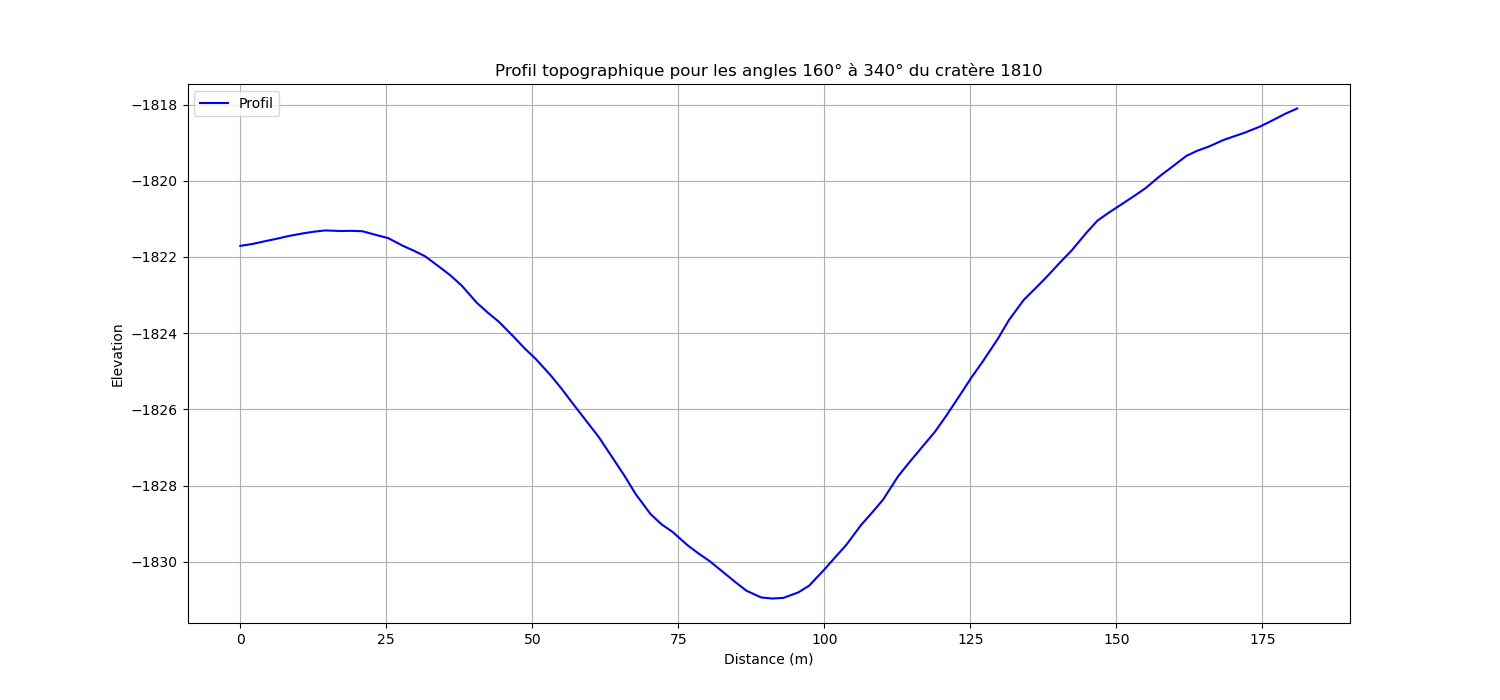 Profil topographique pour les angles 160° à 340° du cratère 1810
Profil
−1818
−1820
−1822
−1824
−1826
−1828
−1830
Elevation
0 25 50 75 100 125 150 175
Distance (m)